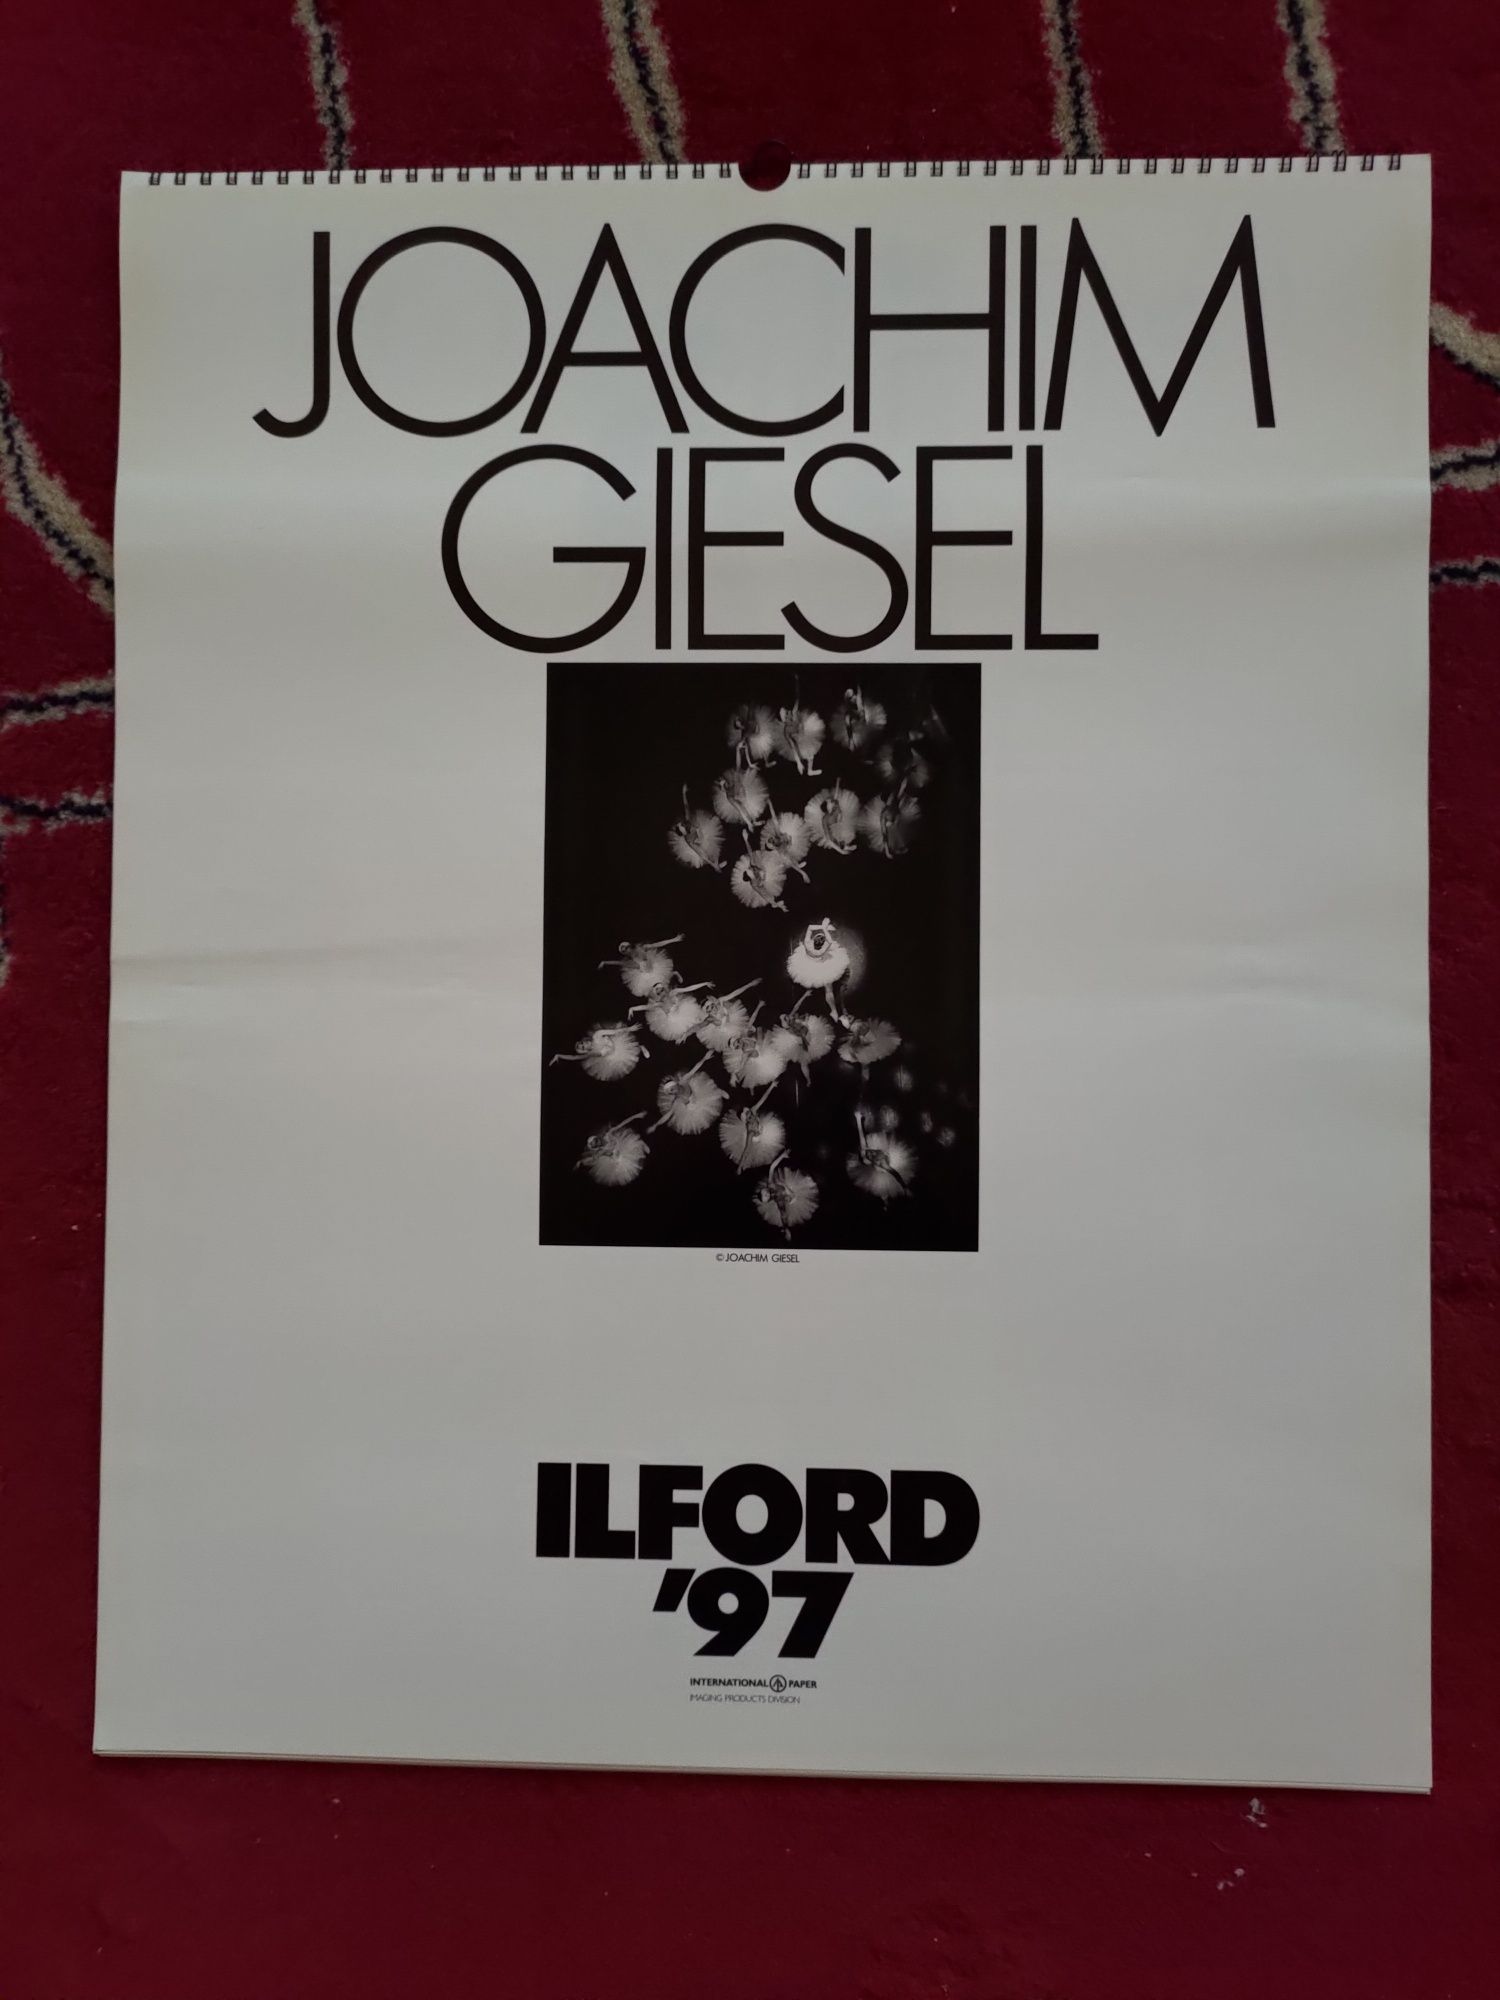 JOACHIM
GIESEL
© JOACHIM GIESEL
ILFORD
'97
INTERNATIONAL PAPER
IMAGING PRODUCTS DIVISION